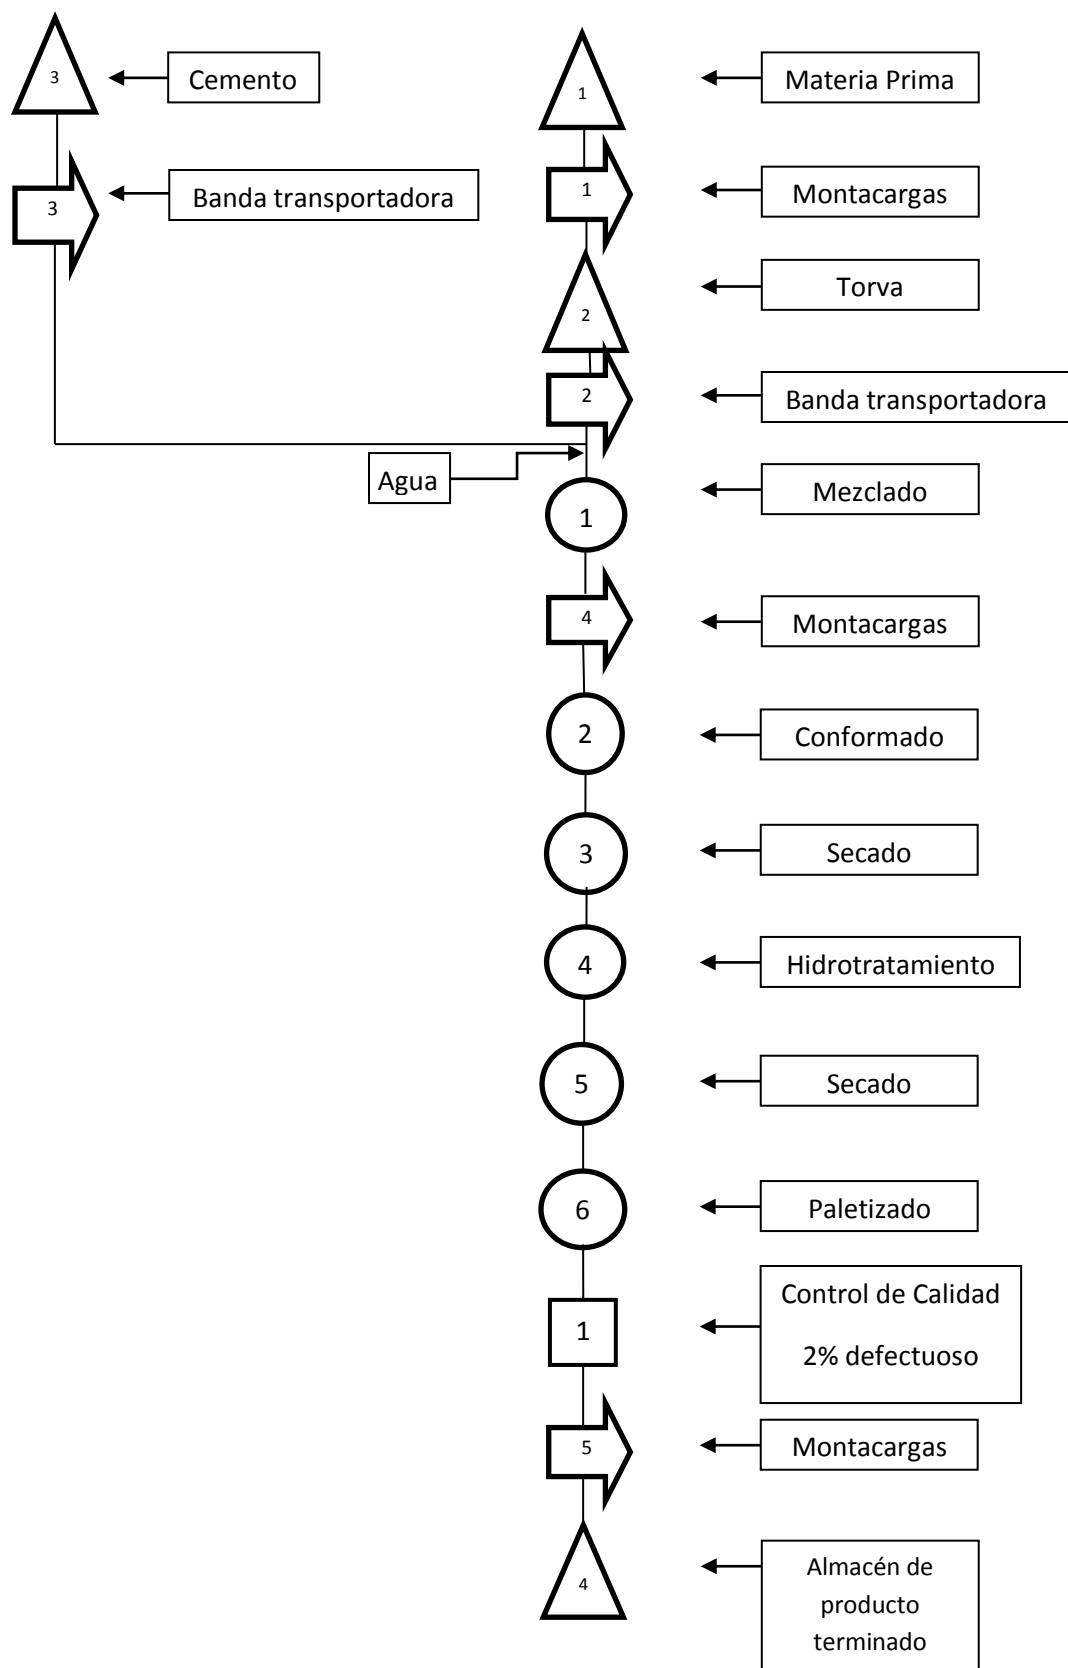 3
Cemento
1
Materia Prima
3
Banda transportadora
1
Montacargas
2
Torva
2
Banda transportadora
Agua
1
Mezclado
4
Montacargas
2
Conformado
3
Secado
4
Hidrotratamiento
5
Secado
6
Paletizado
1
Control de Calidad
2% defectuoso
5
Montacargas
4
Almacén de
producto
terminado